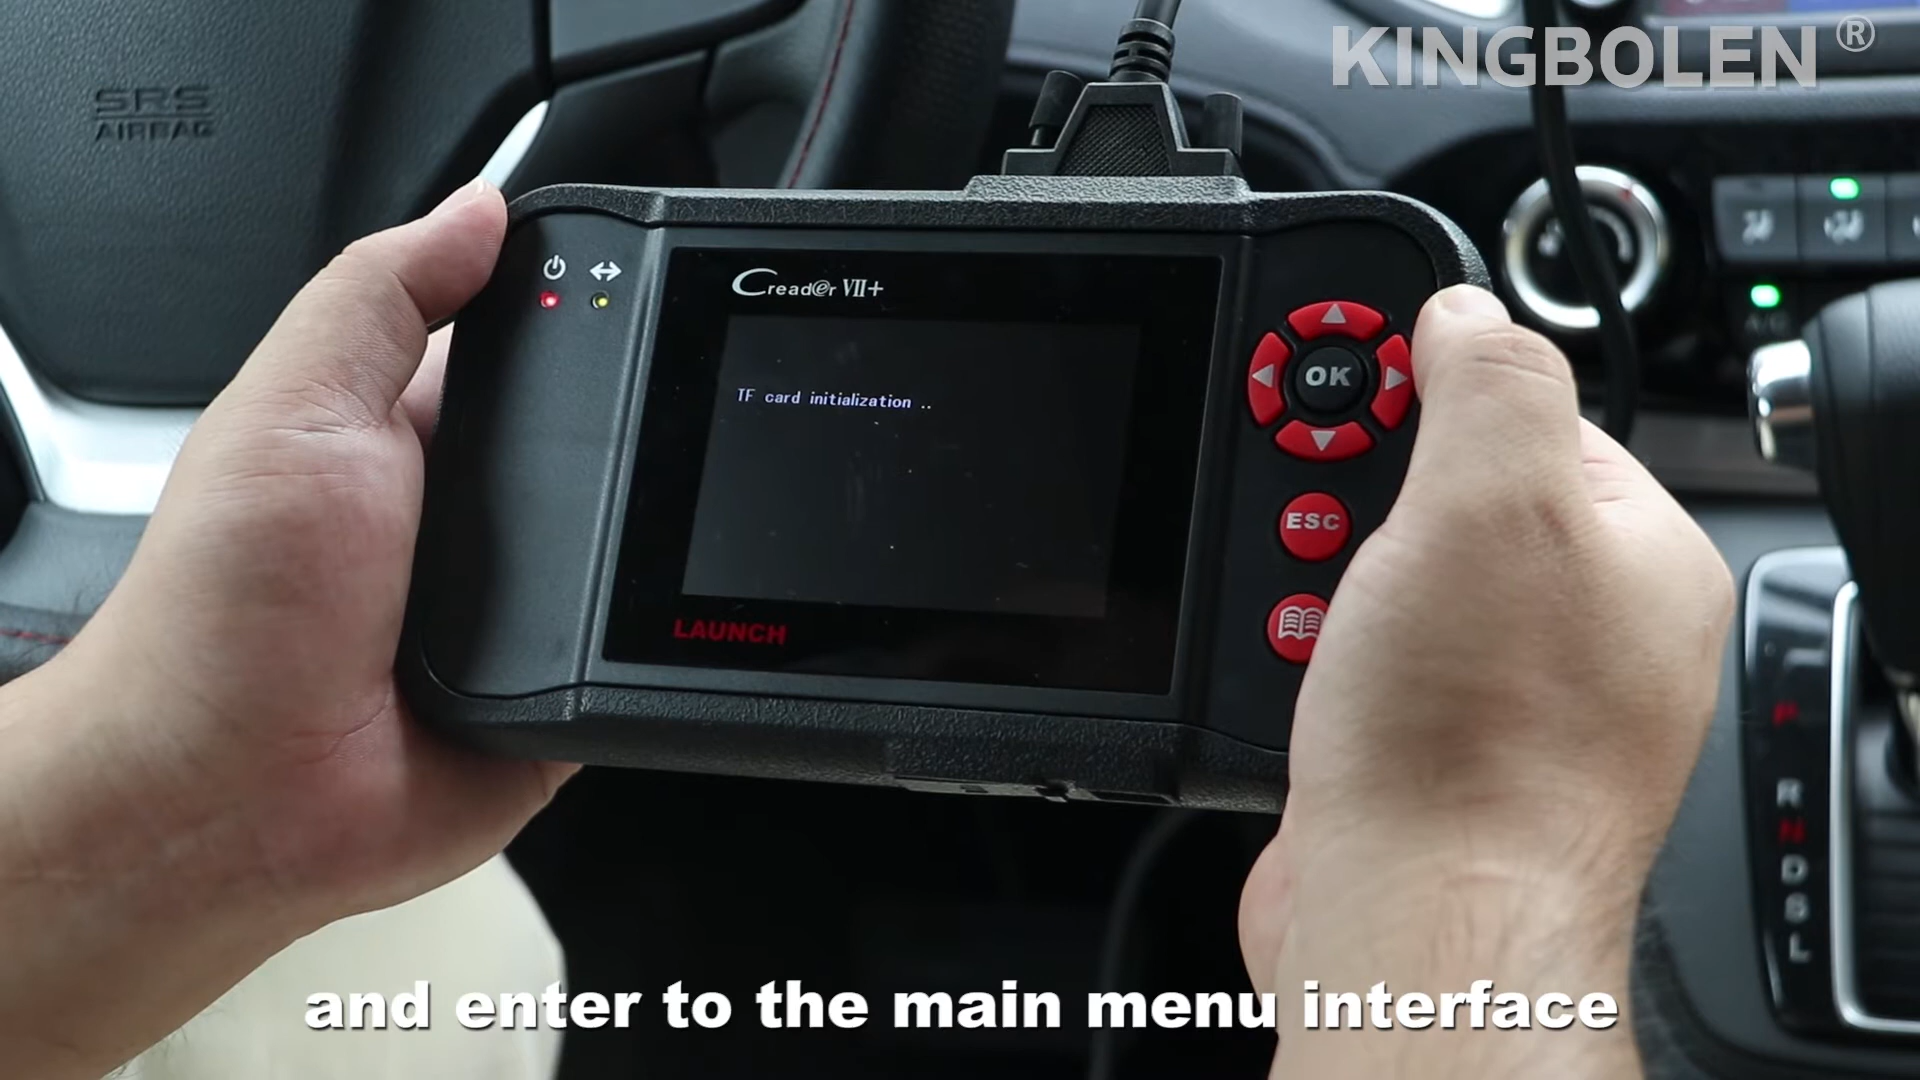 KINGBOLEN ®
SRS
AIRBAG
Creader VII+
TF card initialization ..
OK
ESC
LAUNCH
A/C
P
R
N
D
S
L
and enter to the main menu interface